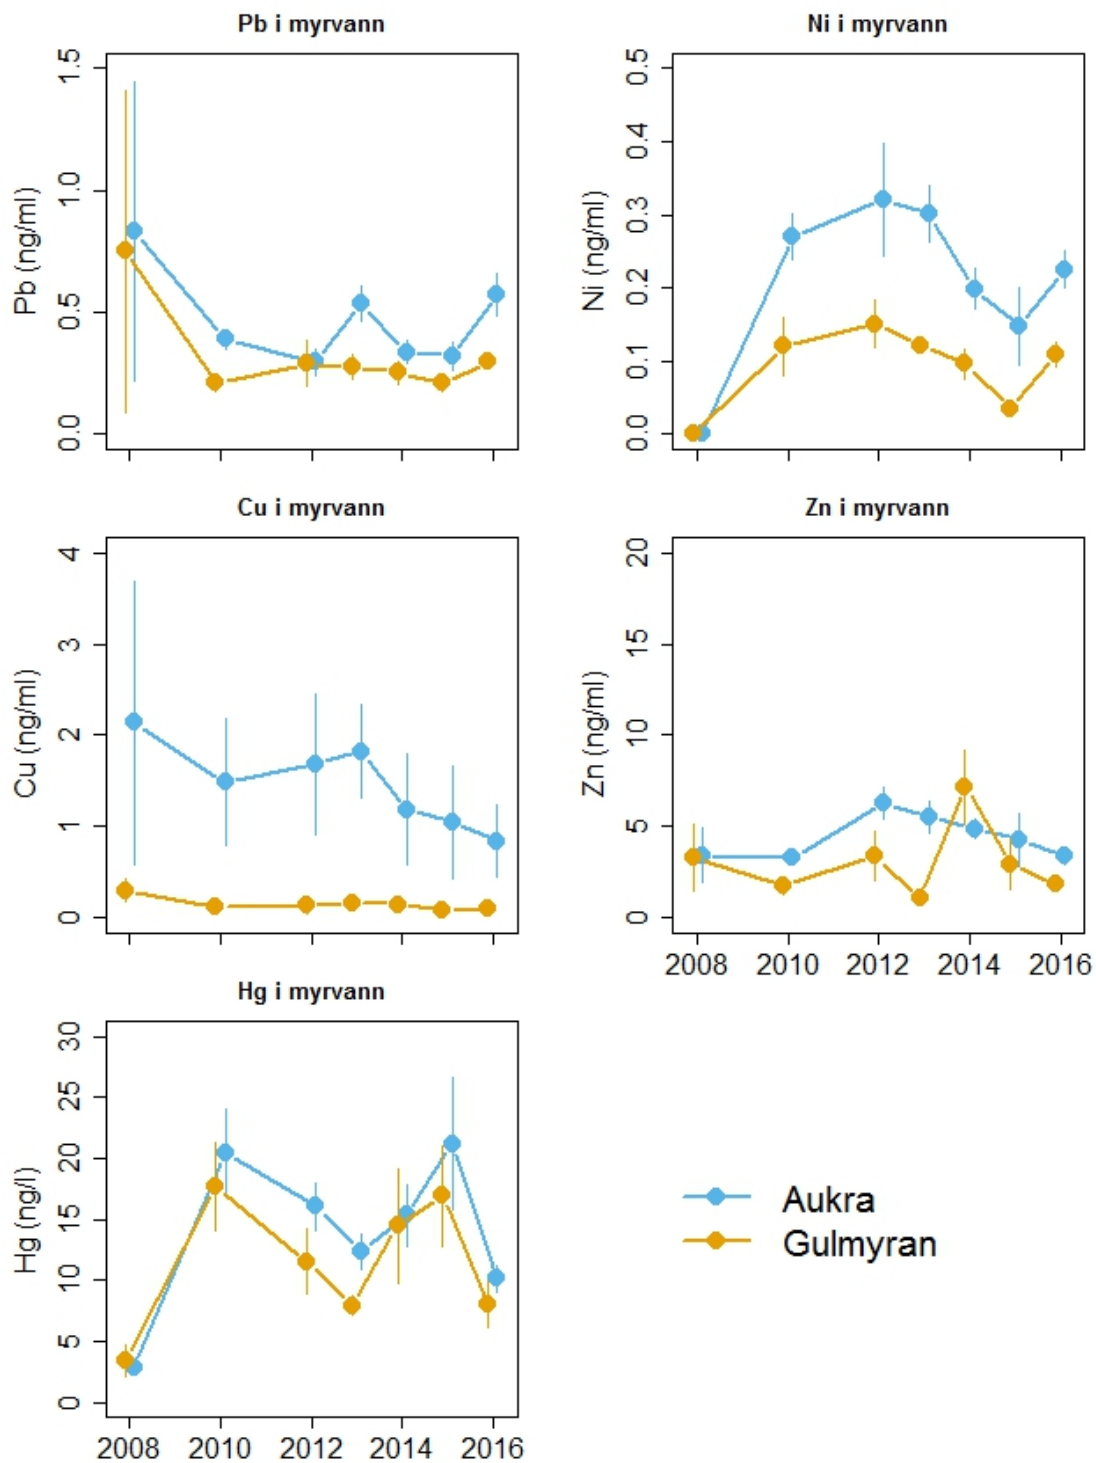 Pb i myrvann
Pb (ng/ml)
0.0 0.5 1.0 1.5
Ni i myrvann
Ni (ng/ml)
0.0 0.1 0.2 0.3 0.4 0.5
Cu i myrvann
Cu (ng/ml)
0 1 2 3 4
Zn i myrvann
Zn (ng/ml)
0 5 10 15 20
2008 2010 2012 2014 2016
Hg i myrvann
Hg (ng/l)
0 5 10 15 20 25 30
2008 2010 2012 2014 2016
Aukra
Gulmyran